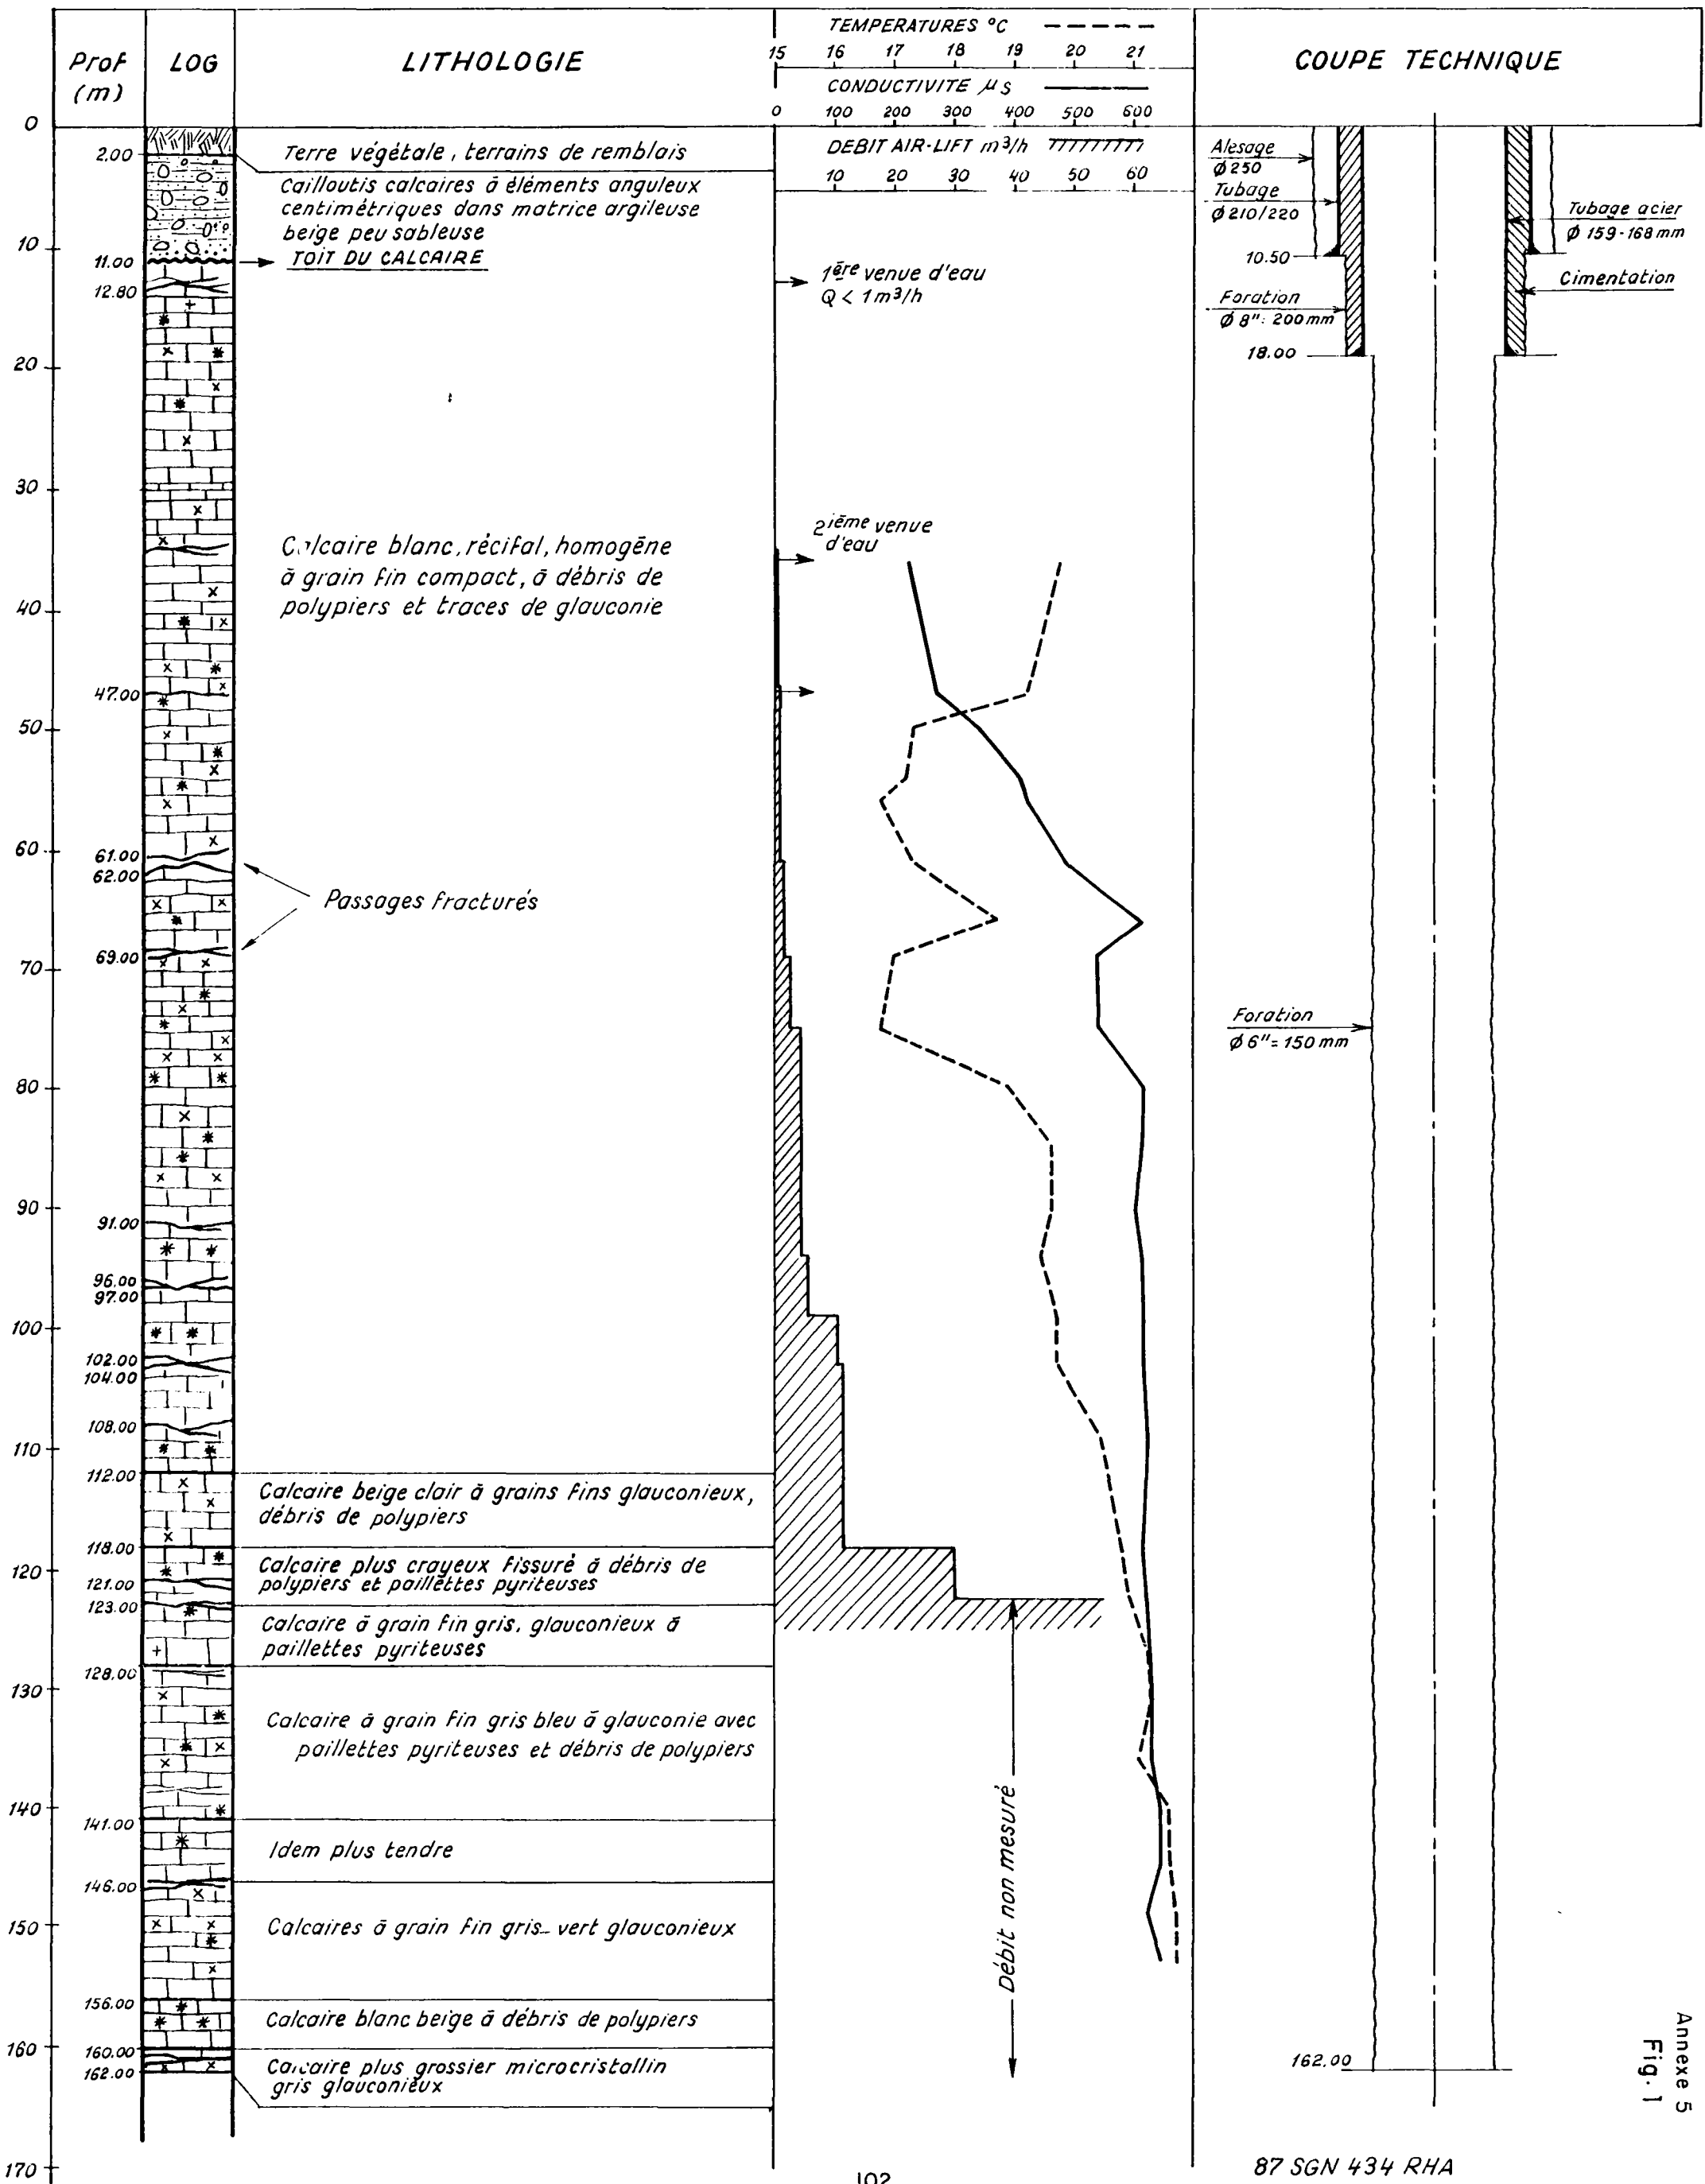 Prof
(m)
LOG
LITHOLOGIE
TEMPERATURES °C
15 16 17 18 19 20 21
CONDUCTIVITE µS
0 100 200 300 400 500 600
DEBIT AIR-LIFT m3/h
10 20 30 40 50 60
COUPE TECHNIQUE
0
10
20
30
40
50
60
70
80
90
100
110
120
130
140
150
160
170
2.00
11.00
12.80
47.00
61.00
62.00
69.00
91.00
96.00
97.00
102.00
104.00
108.00
112.00
118.00
121.00
123.00
128.00
141.00
146.00
156.00
160.00
162.00
Terre végétale, terrains de remblais
Cailloutis calcaires à éléments anguleux
centimétriques dans matrice argileuse
beige peu sableuse
TOIT DU CALCAIRE
Calcaire blanc, récifal, homogène
à grain fin compact, à débris de
polypiers et traces de glauconie
Passages fracturés
Calcaire beige clair à grains fins glauconieux,
débris de polypiers
Calcaire plus crayeux fissuré à débris de
polypiers et paillettes pyriteuses
Calcaire à grain fin gris, glauconieux à
paillettes pyriteuses
Calcaire à grain fin gris bleu à glauconie avec
paillettes pyriteuses et débris de polypiers
Idem plus tendre
Calcaires à grain fin gris-vert glauconieux
Calcaire blanc beige à débris de polypiers
Calcaire plus grossier microcristallin
gris glauconieux
1ère venue d'eau
Q < 1 m3/h
2ième venue
d'eau
Débit non mesuré
Alesage
Ø 250
Tubage
Ø 210/220
10.50
Foration
Ø 8": 200 mm
18.00
Tubage acier
Ø 159-168 mm
Cimentation
Foration
Ø 6" = 150 mm
162.00
Annexe 5
Fig. 1
102
87 SGN 434 RHA